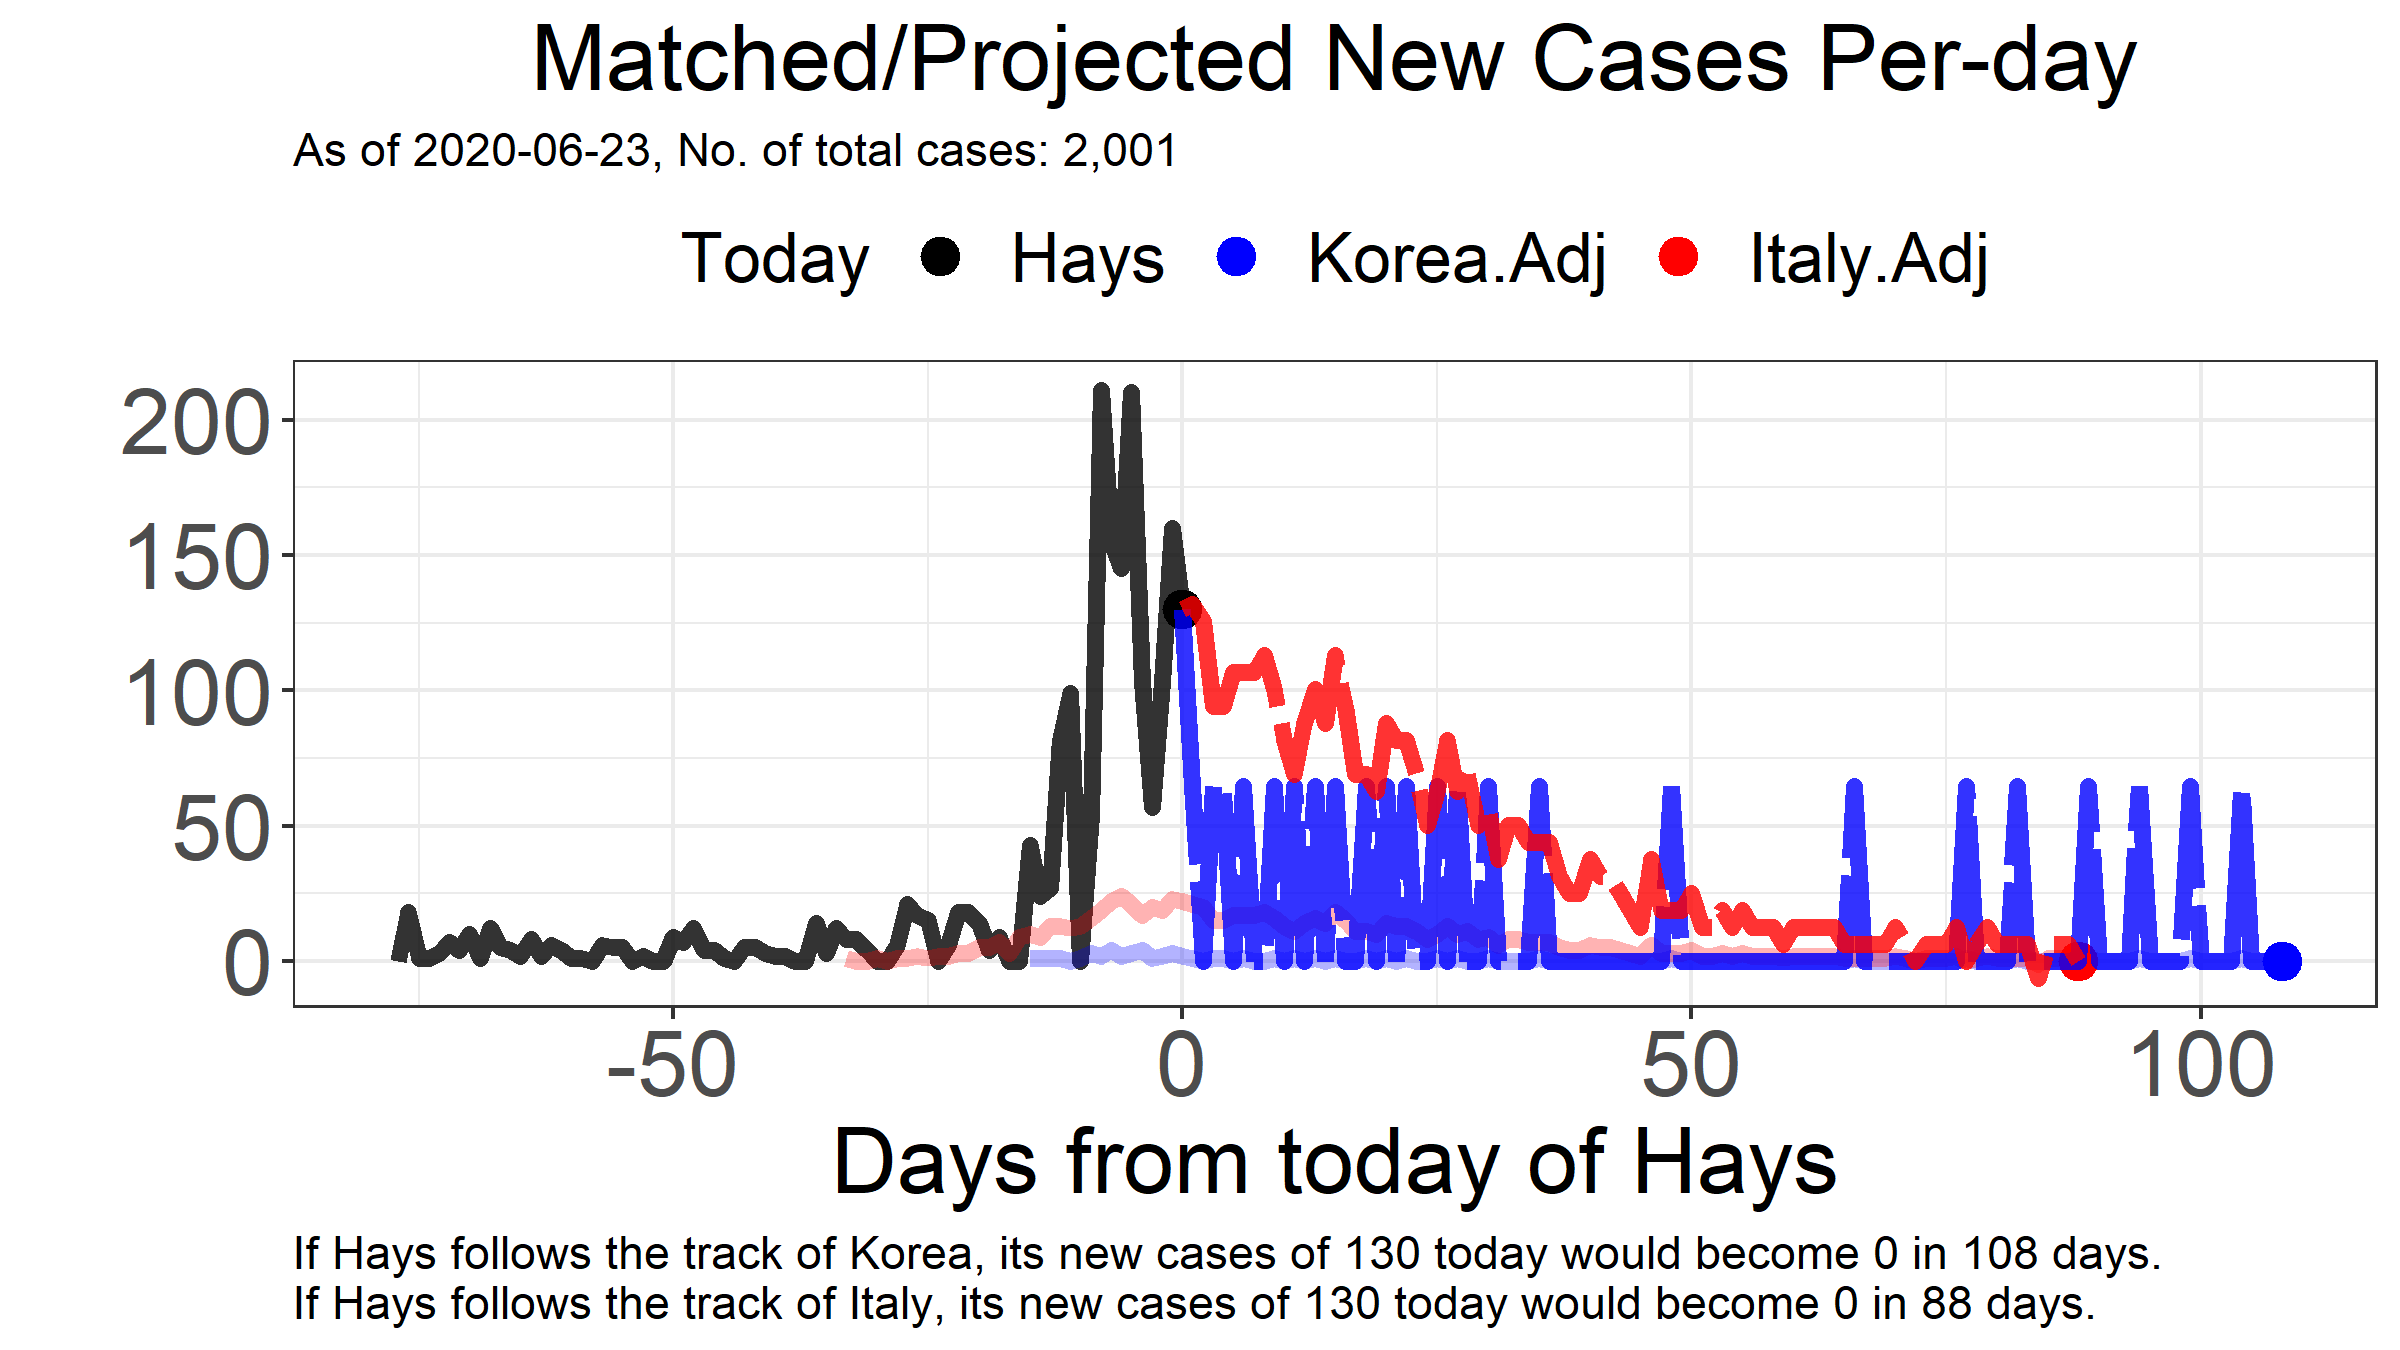 Matched/Projected New Cases Per-day
As of 2020-06-23, No. of total cases: 2,001
Today Hays Korea.Adj Italy.Adj
200
150
100
50
0
-50 0 50 100
Days from today of Hays
If Hays follows the track of Korea, its new cases of 130 today would become 0 in 108 days.
If Hays follows the track of Italy, its new cases of 130 today would become 0 in 88 days.